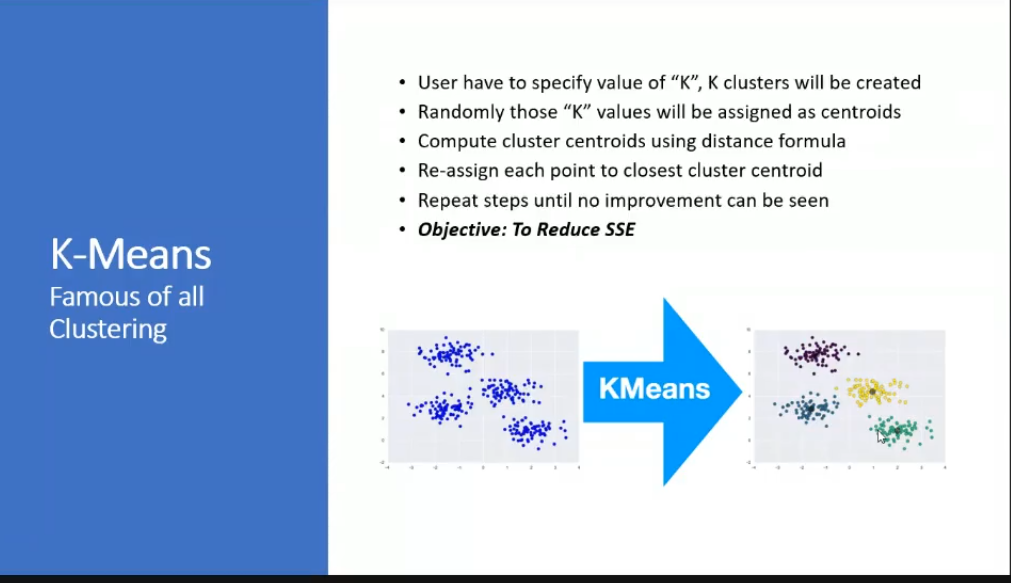 K-Means
Famous of all
Clustering
• User have to specify value of “K”, K clusters will be created
• Randomly those “K” values will be assigned as centroids
• Compute cluster centroids using distance formula
• Re-assign each point to closest cluster centroid
• Repeat steps until no improvement can be seen
• Objective: To Reduce SSE
KMeans